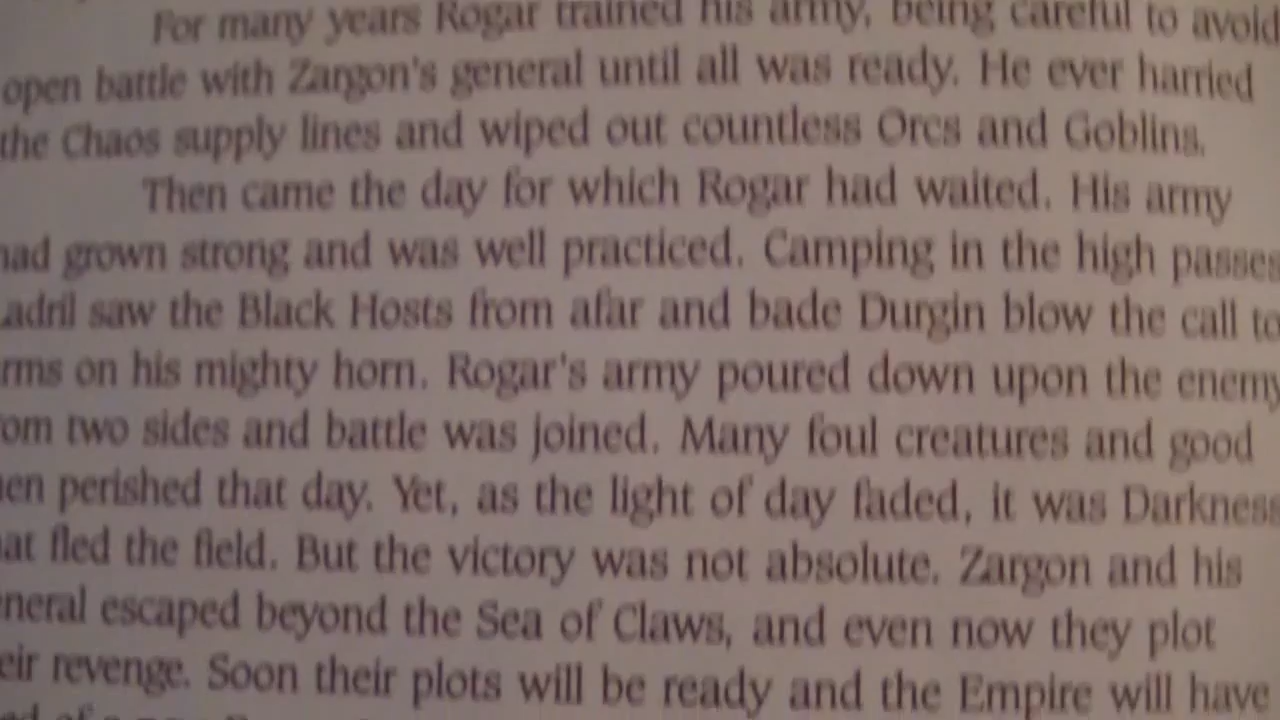 For many years Rogar trained his army, being careful to avoid
open battle with Zargon's general until all was ready. He ever harried
the Chaos supply lines and wiped out countless Orcs and Goblins.
Then came the day for which Rogar had waited. His army
had grown strong and was well practiced. Camping in the high passes
Ladril saw the Black Hosts from afar and bade Durgin blow the call to
rms on his mighty horn. Rogar's army poured down upon the enemy
om two sides and battle was joined. Many foul creatures and good
en perished that day. Yet, as the light of day faded, it was Darkness
at fled the field. But the victory was not absolute. Zargon and his
neral escaped beyond the Sea of Claws, and even now they plot
eir revenge. Soon their plots will be ready and the Empire will have